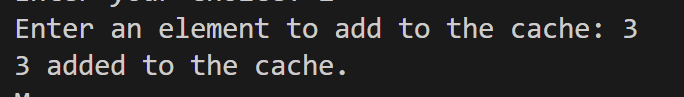 Enter an element to add to the cache: 3
3 added to the cache.